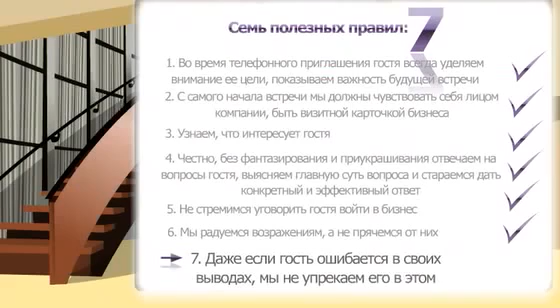 Семь полезных правил: 7
1. Во время телефонного приглашения гостя всегда уделяем
внимание ее цели, показываем важность будущей встречи
2. С самого начала встречи мы должны чувствовать себя лицом
компании, быть визитной карточкой бизнеса
3. Узнаем, что интересует гостя
4. Честно, без фантазирования и приукрашивания отвечаем на
вопросы гостя, выясняем главную суть вопроса и стараемся дать
конкретный и эффективный ответ
5. Не стремимся уговорить гостя войти в бизнес
6. Мы радуемся возражениям, а не прячемся от них
7. Даже если гость ошибается в своих
выводах, мы не упрекаем его в этом